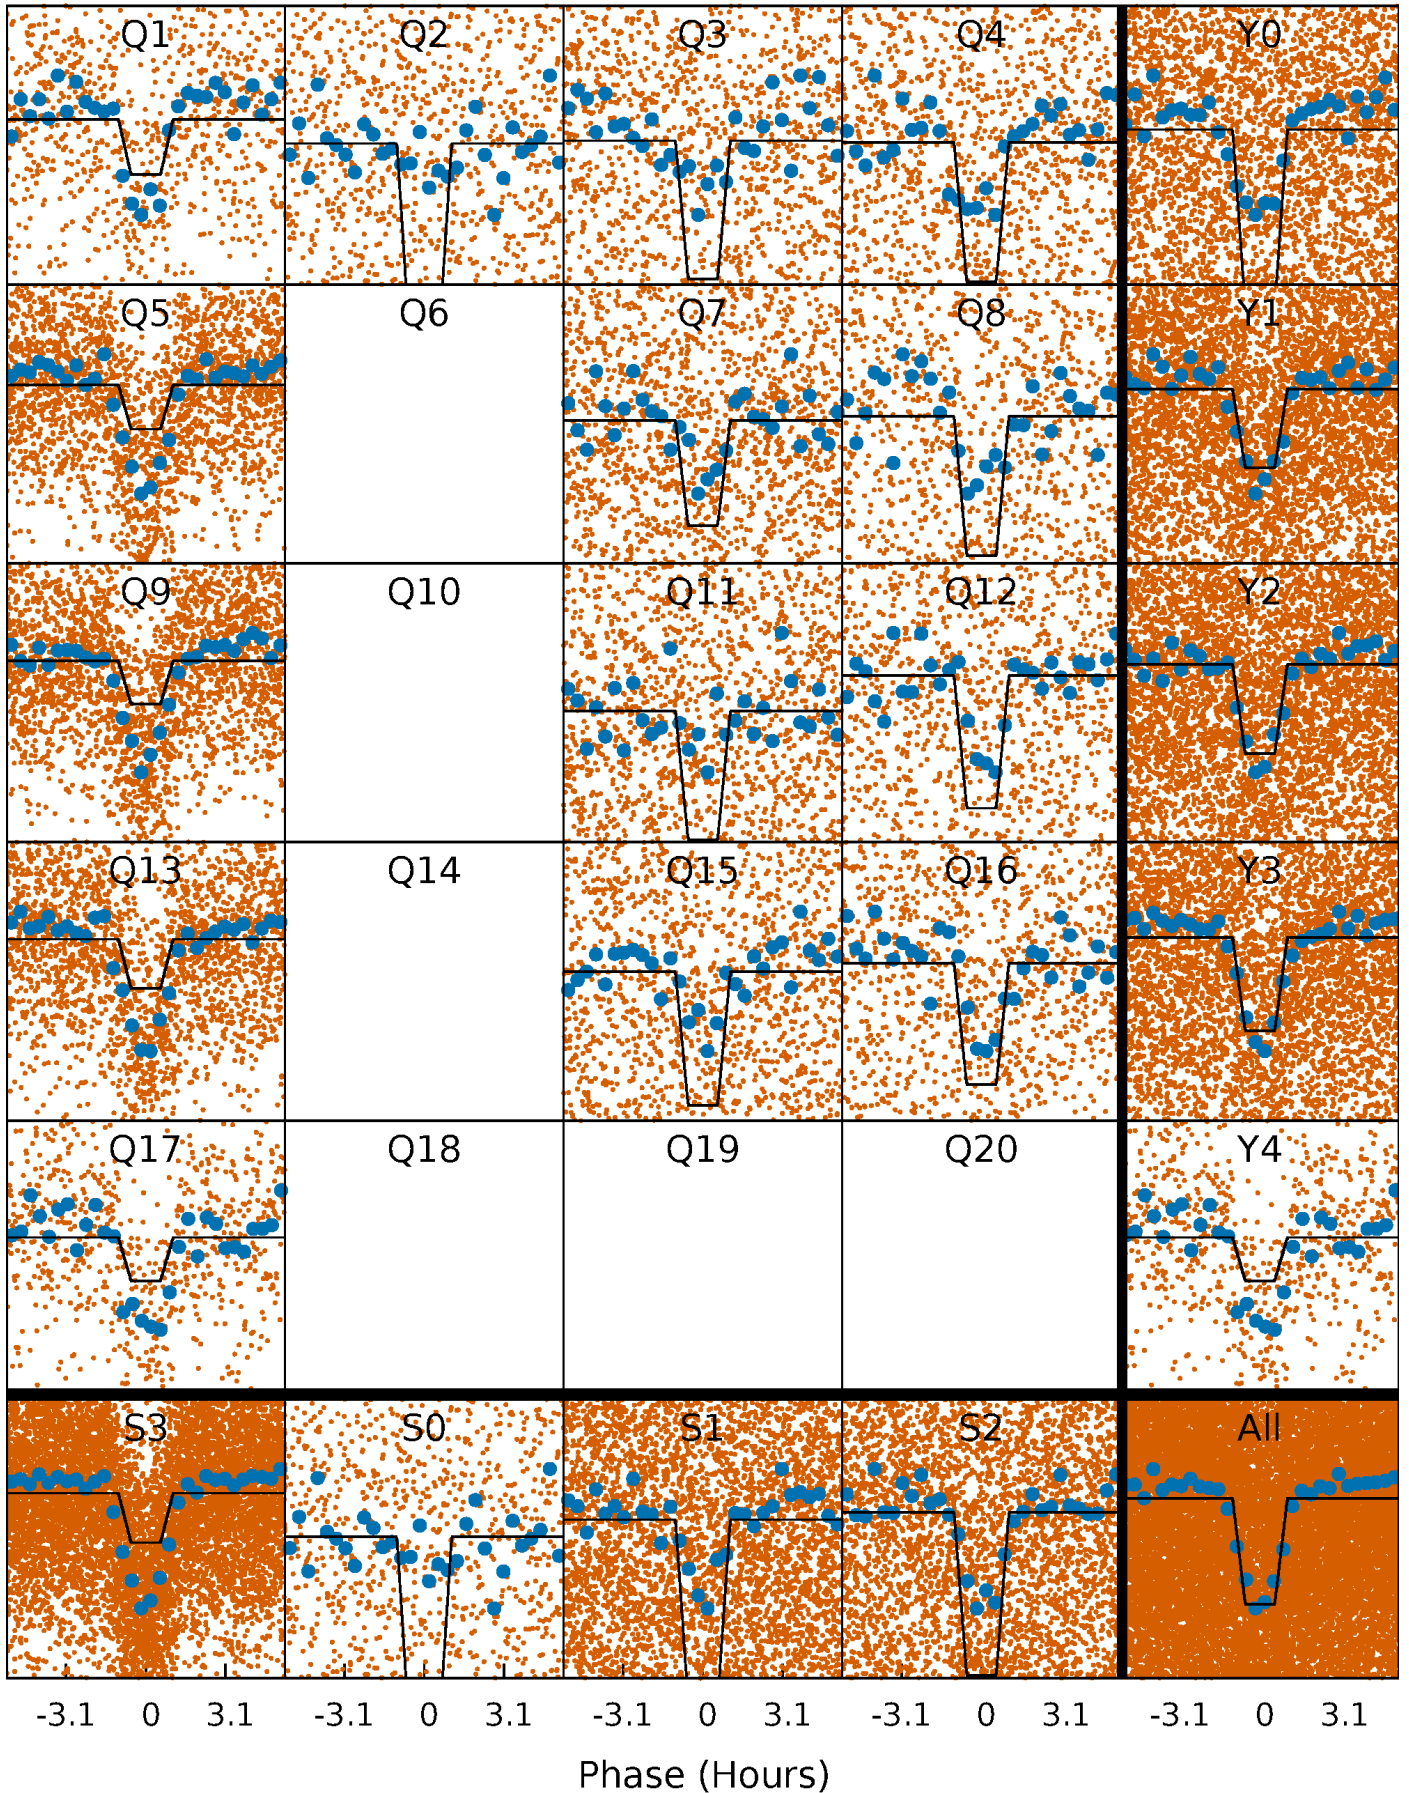 Q1 Q2 Q3 Q4 Y0
Q5 Q6 Q7 Q8 Y1
Q9 Q10 Q11 Q12 Y2
Q13 Q14 Q15 Q16 Y3
Q17 Q18 Q19 Q20 Y4
S3 S0 S1 S2 All
-3.1 0 3.1 -3.1 0 3.1 -3.1 0 3.1 -3.1 0 3.1 -3.1 0 3.1
Phase (Hours)